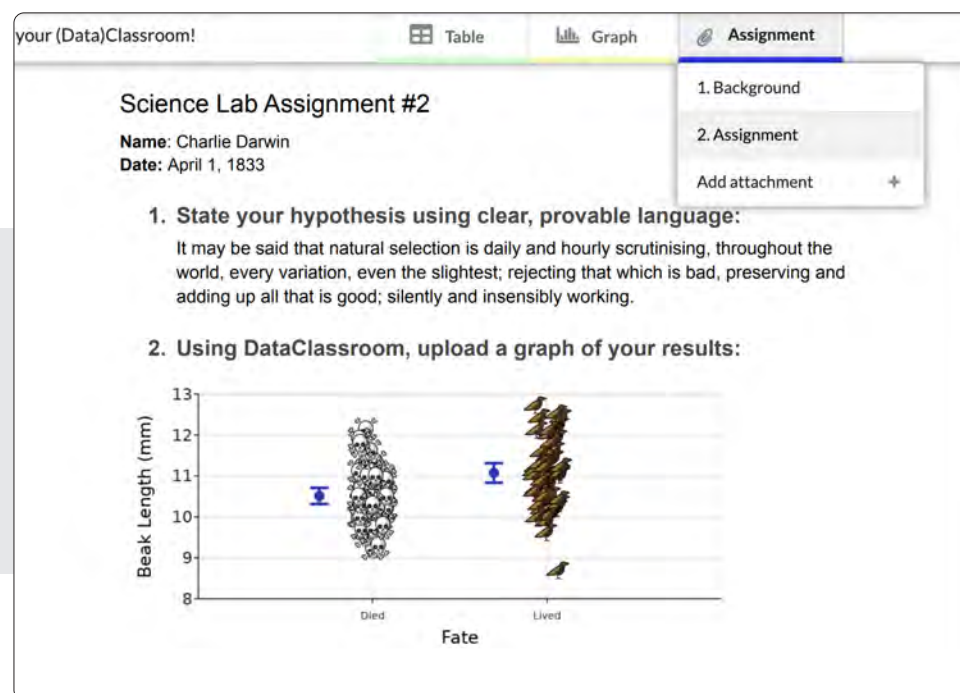 your (Data)Classroom!
Table
Graph
Assignment
1. Background
2. Assignment
Add attachment +
Science Lab Assignment #2
Name: Charlie Darwin
Date: April 1, 1833
1. State your hypothesis using clear, provable language:
It may be said that natural selection is daily and hourly scrutinising, throughout the
world, every variation, even the slightest; rejecting that which is bad, preserving and
adding up all that is good; silently and insensibly working.
2. Using DataClassroom, upload a graph of your results:
Beak Length (mm)
13
12
11
10
9
8
Died
Lived
Fate